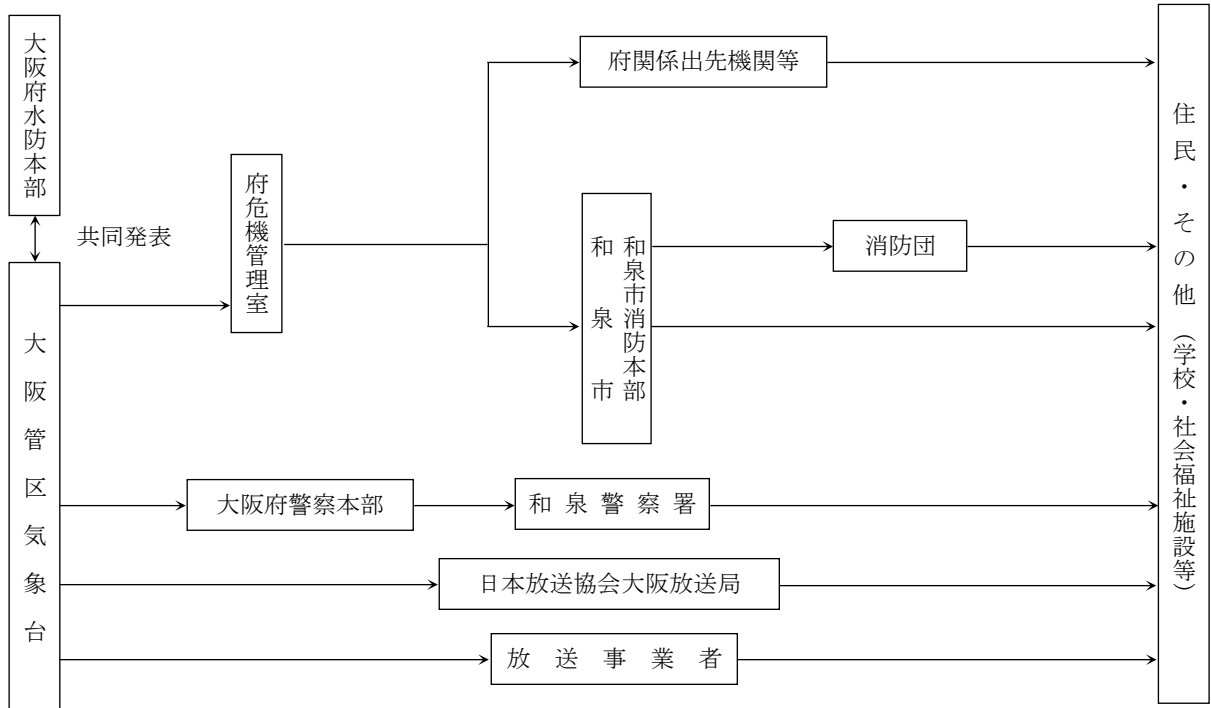 大阪府水防本部
共同発表
大阪管区気象台
府危機管理室
府関係出先機関等
和泉市消防本部
和泉市
消防団
大阪府警察本部
和泉警察署
日本放送協会大阪放送局
放送事業者
住民・その他（学校・社会福祉施設等）